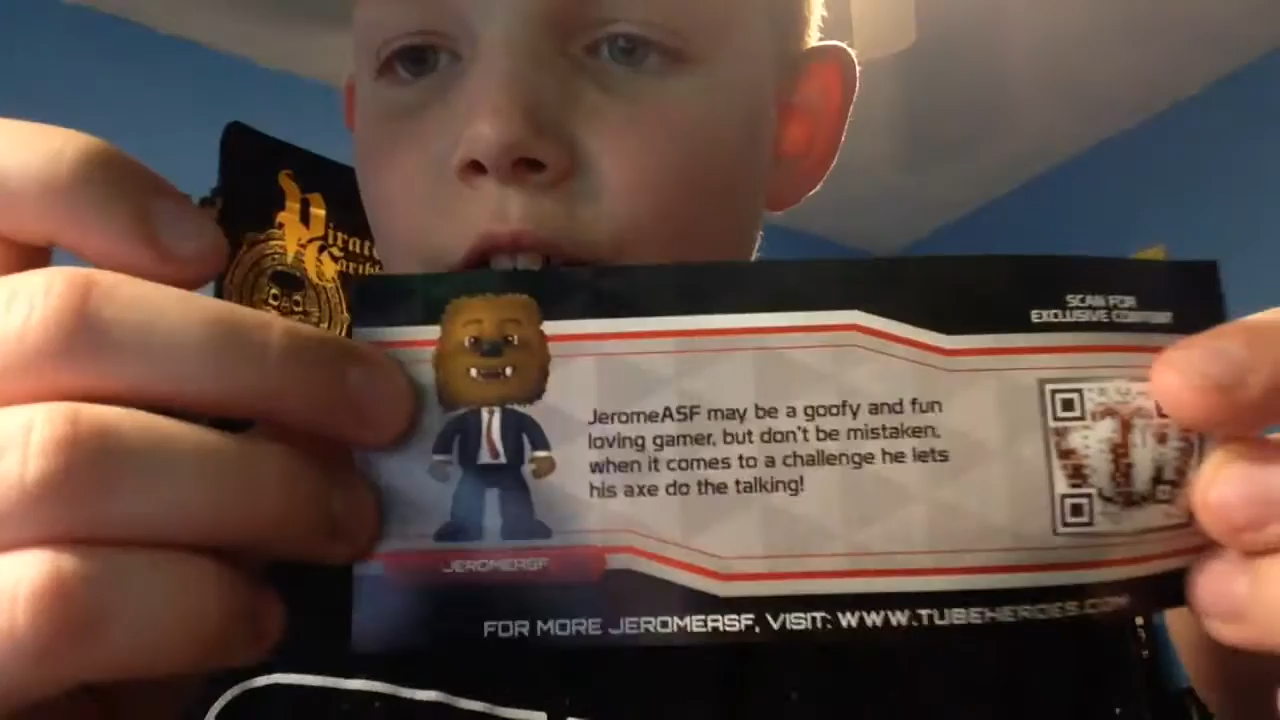 Pirate
SCAN FOR
EXCLUSIVE CONTENT
JeromeASF may be a goofy and fun
loving gamer, but don't be mistaken,
when it comes to a challenge he lets
his axe do the talking!
JEROMEASF
FOR MORE JEROMEASF, VISIT: WWW.TUBEHEROES.COM